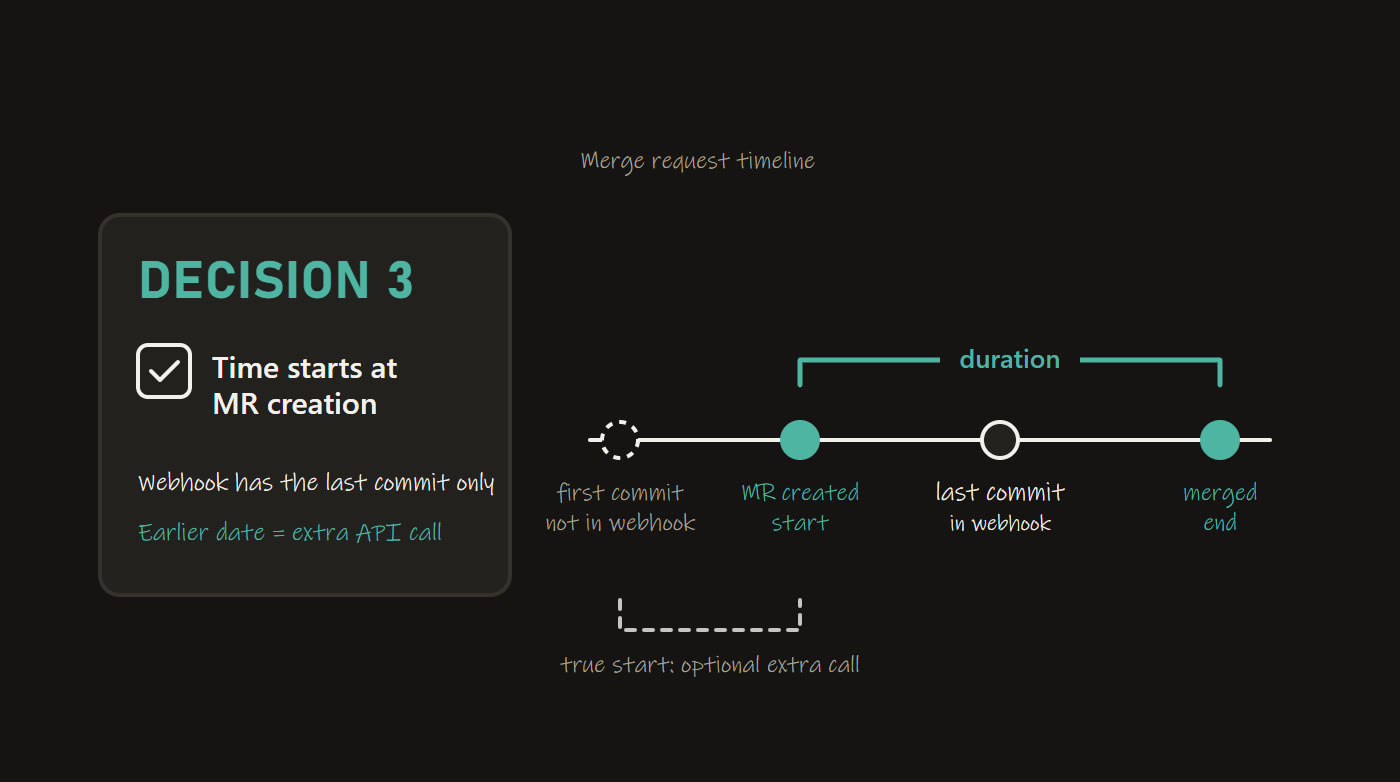 Merge request timeline
DECISION 3
Time starts at
MR creation
Webhook has the last commit only
Earlier date = extra API call
duration
first commit
not in webhook
MR created
start
last commit
in webhook
merged
end
true start: optional extra call